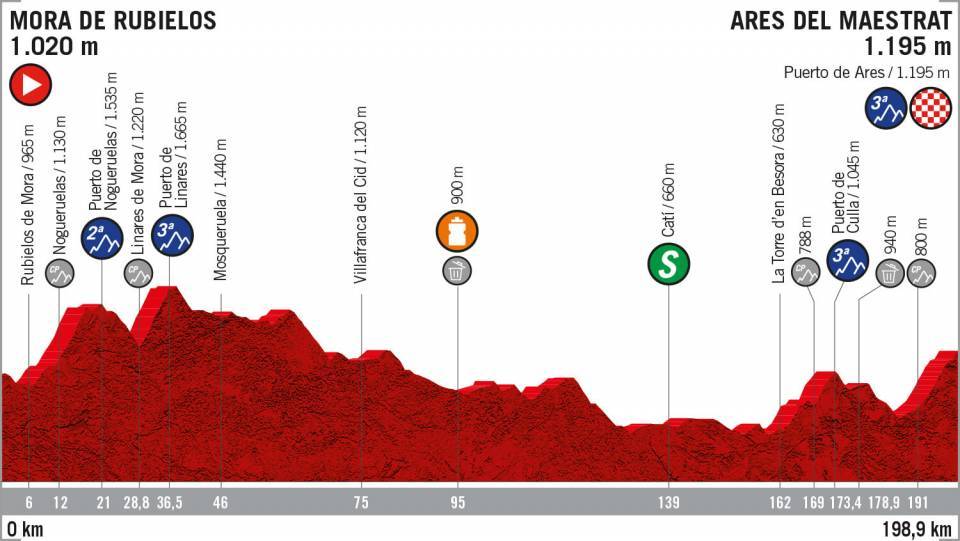 MORA DE RUBIELOS
1.020 m
ARES DEL MAESTRAT
1.195 m
Puerto de Ares / 1.195 m
3ª
Rubielos de Mora / 965 m
Nogueruelas / 1.130 m
CP
Puerto de
Nogueruelas / 1.535 m
2ª
Linares de Mora / 1.220 m
CP
Puerto de
Linares / 1.665 m
3ª
Mosqueruela / 1.440 m
Villafranca del Cid / 1.120 m
900 m
Catí / 660 m
S
La Torre d'en Besora / 630 m
788 m
CP
Puerto de
Culla / 1.045 m
3ª
940 m
800 m
CP
6 12 21 28,8 36,5 46 75 95 139 162 169 173,4 178,9 191
0 km
198,9 km